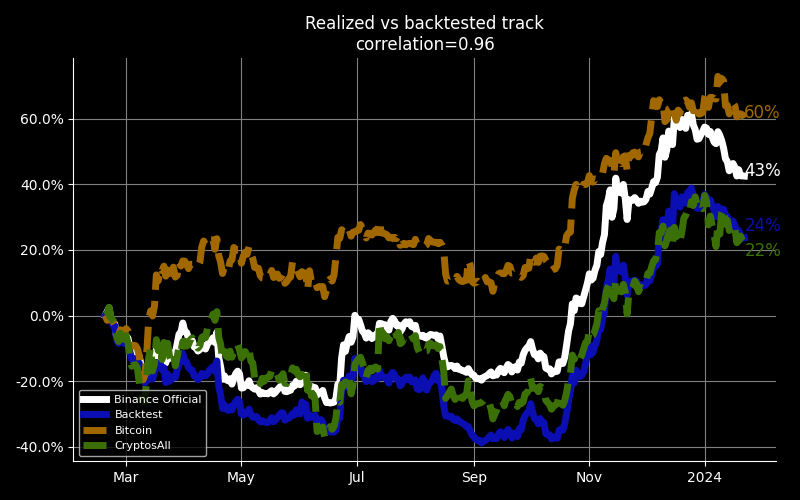 Realized vs backtested track
correlation=0.96
60.0%
40.0%
20.0%
0.0%
-20.0%
-40.0%
60%
43%
24%
22%
Binance Official
Backtest
Bitcoin
CryptosAll
Mar
May
Jul
Sep
Nov
2024